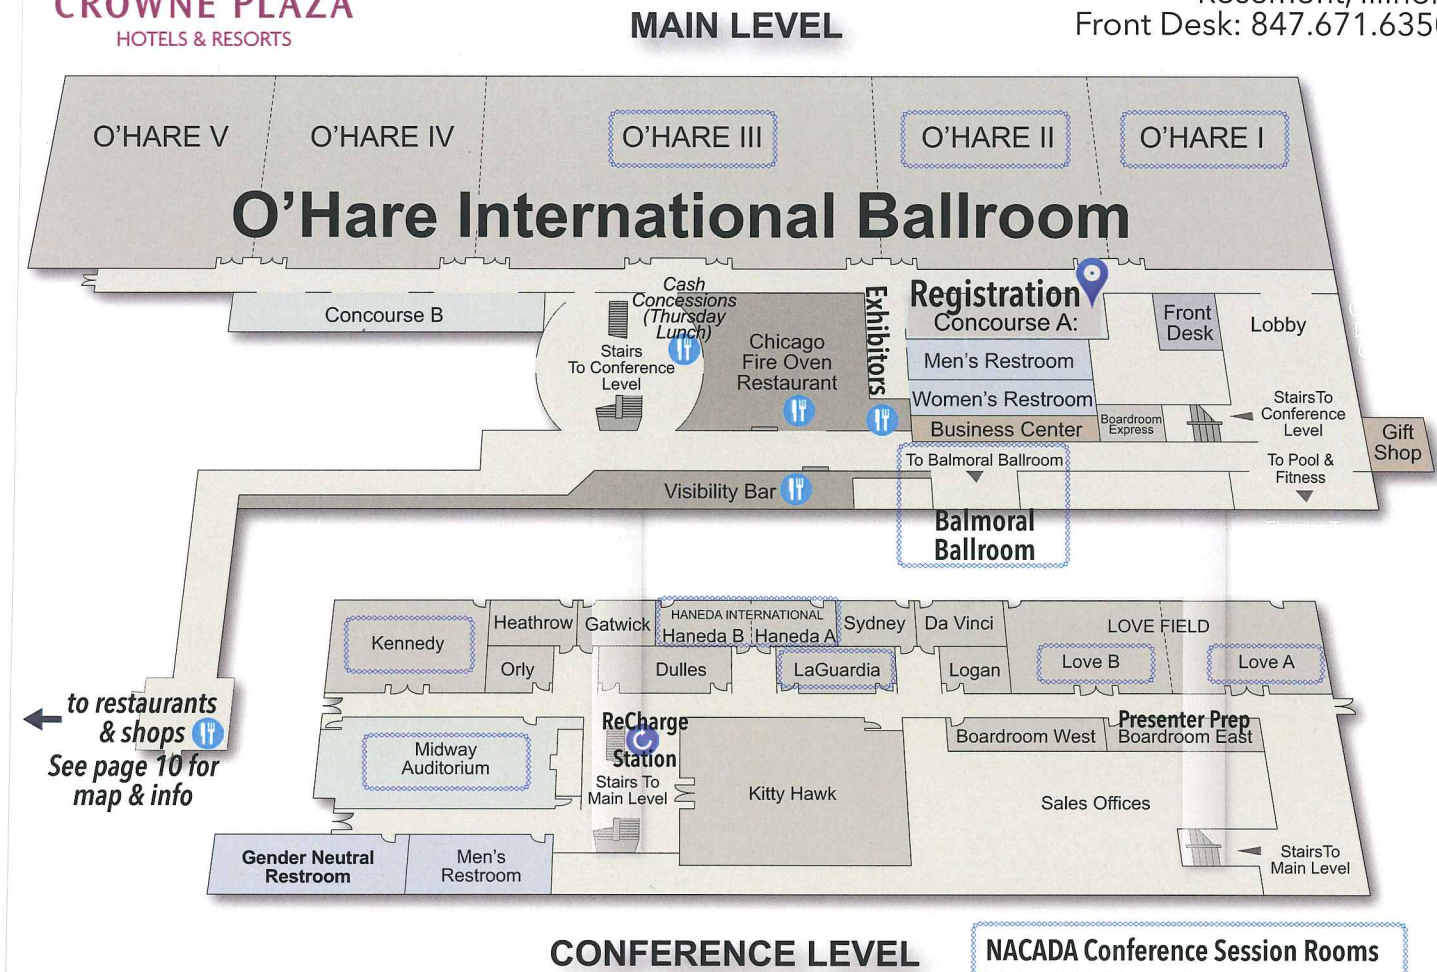 CROWNE PLAZA
HOTELS & RESORTS
MAIN LEVEL
Front Desk: 847.671.6350
O'HARE V
O'HARE IV
O'HARE III
O'HARE II
O'HARE I
O'Hare International Ballroom
Concourse B
Stairs
To Conference
Level
Cash
Concessions
(Thursday
Lunch)
Chicago
Fire Oven
Restaurant
Exhibitors
Registration
Concourse A:
Men's Restroom
Women's Restroom
Business Center
Boardroom
Express
Front
Desk
Lobby
StairsTo
Conference
Level
Gift
Shop
To Pool &
Fitness
To Balmoral Ballroom
Balmoral
Ballroom
Visibility Bar
to restaurants
& shops
See page 10 for
map & info
Kennedy
Heathrow
Gatwick
HANEDA INTERNATIONAL
Haneda B
Haneda A
Sydney
Da Vinci
LOVE FIELD
Orly
Dulles
LaGuardia
Logan
Love B
Love A
Midway
Auditorium
ReCharge
Station
Stairs To
Main Level
Kitty Hawk
Boardroom West
Presenter Prep
Boardroom East
Sales Offices
StairsTo
Main Level
Gender Neutral
Restroom
Men's
Restroom
CONFERENCE LEVEL
NACADA Conference Session Rooms